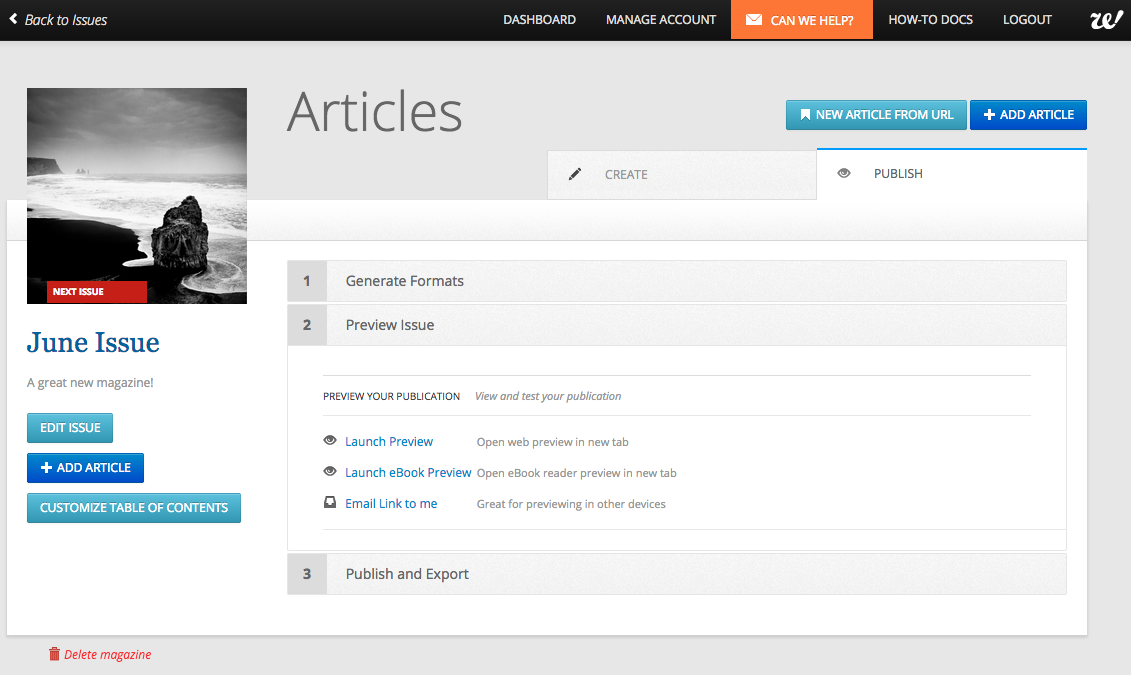 Back to Issues
DASHBOARD
MANAGE ACCOUNT
CAN WE HELP?
HOW-TO DOCS
LOGOUT
w!
Articles
NEW ARTICLE FROM URL
ADD ARTICLE
CREATE
PUBLISH
NEXT ISSUE
June Issue
A great new magazine!
EDIT ISSUE
ADD ARTICLE
CUSTOMIZE TABLE OF CONTENTS
1 Generate Formats
2 Preview Issue
PREVIEW YOUR PUBLICATION View and test your publication
Launch Preview Open web preview in new tab
Launch eBook Preview Open eBook reader preview in new tab
Email Link to me Great for previewing in other devices
3 Publish and Export
Delete magazine